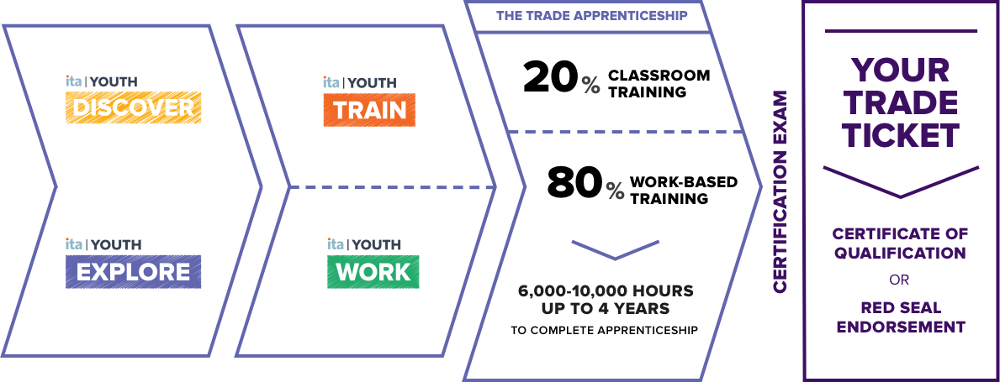 ita | YOUTH
DISCOVER
ita | YOUTH
EXPLORE
ita | YOUTH
TRAIN
ita | YOUTH
WORK
THE TRADE APPRENTICESHIP
20% CLASSROOM
TRAINING
80% WORK-BASED
TRAINING
6,000-10,000 HOURS
UP TO 4 YEARS
TO COMPLETE APPRENTICESHIP
CERTIFICATION EXAM
YOUR
TRADE
TICKET
CERTIFICATE OF
QUALIFICATION
OR
RED SEAL
ENDORSEMENT